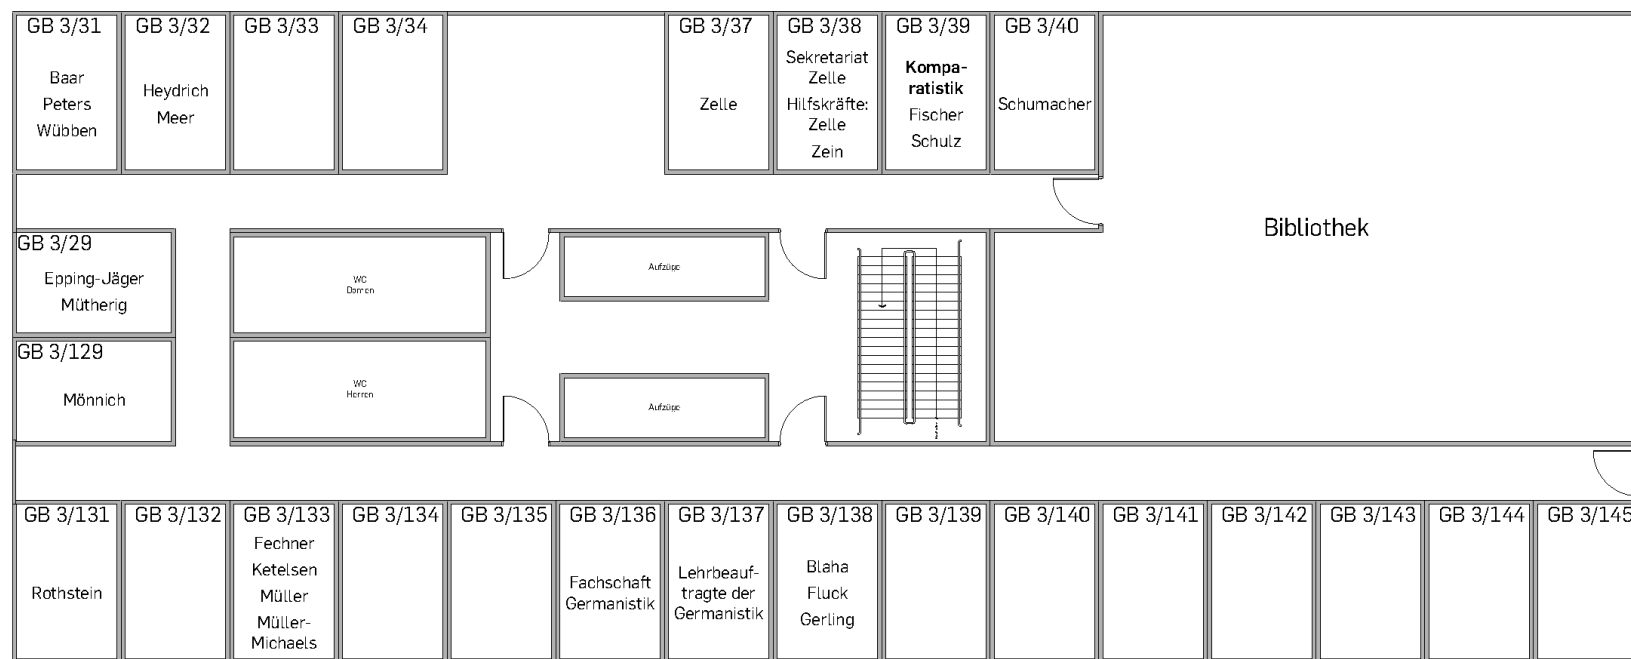 GB 3/31
Baar
Peters
Wübben
GB 3/32
Heydrich
Meer
GB 3/33
GB 3/34
GB 3/37
Zelle
GB 3/38
Sekretariat
Zelle
Hilfskräfte:
Zelle
Zein
GB 3/39
Kompa-
ratistik
Fischer
Schulz
GB 3/40
Schumacher
Bibliothek
GB 3/29
Epping-Jäger
Mütherig
GB 3/129
Mönnich
WC
Damen
WC
Herren
Aufzüge
Aufzüge
GB 3/131
Rothstein
GB 3/132
GB 3/133
Fechner
Ketelsen
Müller
Müller-
Michaels
GB 3/134
GB 3/135
GB 3/136
Fachschaft
Germanistik
GB 3/137
Lehrbeauf-
tragte der
Germanistik
GB 3/138
Blaha
Fluck
Gerling
GB 3/139
GB 3/140
GB 3/141
GB 3/142
GB 3/143
GB 3/144
GB 3/145